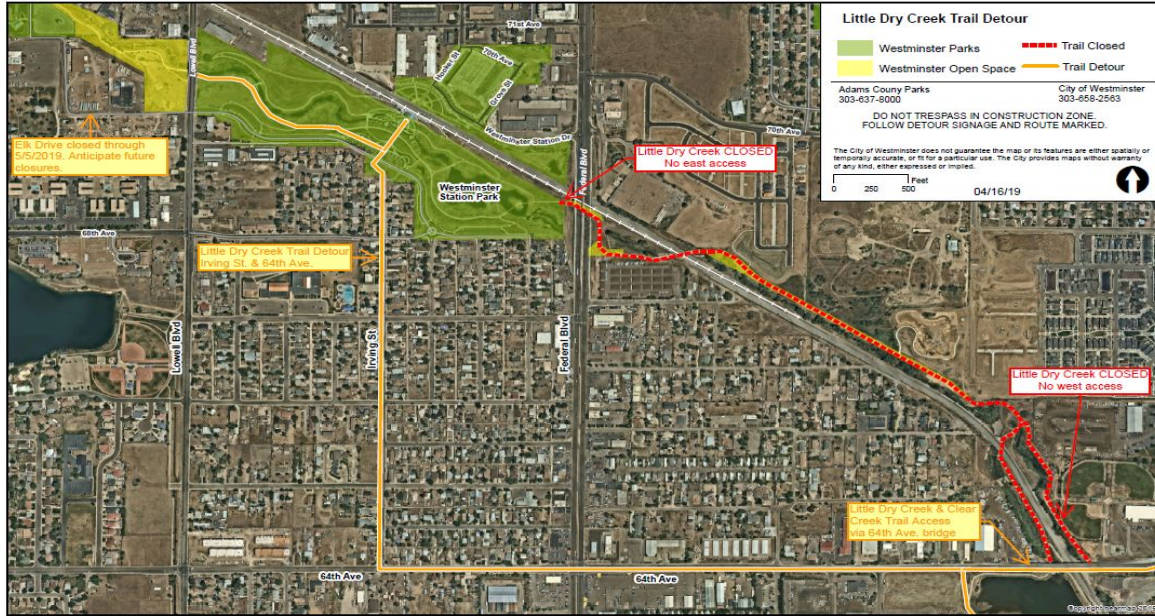 Little Dry Creek Trail Detour
Westminster Parks
Trail Closed
Westminster Open Space
Trail Detour
Adams Couny Parks
303-637-8000
City of Westminster
303-658-2563
DO NOT TRESPASS IN CONSTRUCTION ZONE.
FOLLOW DETOUR SIGNAGE AND ROUTE MARKED.
The City of Westminster does not guarantee the map or its features are either spatially or
temporally accurate, or fit for a particular use. The City provides maps without warranty
of any kind, either expressed or implied.
Feet
0 250 500
04/16/19
71st Ave
70th Ave
Hooker St
Grove St
Lowell Blvd
Westminster Station Dr
70th Ave
Federal Blvd
Elk Drive closed through
5/5/2019. Anticipate future
closures.
Little Dry Creek CLOSED
No east access
Westminster
Station Park
68th Ave
Little Dry Creek Trail Detour
Irving St. & 64th Ave.
Lowell Blvd
Irving St
Federal Blvd
Little Dry Creek CLOSED
No west access
Little Dry Creek & Clear
Creek Trail Access
via 64th Ave. bridge
64th Ave
64th Ave